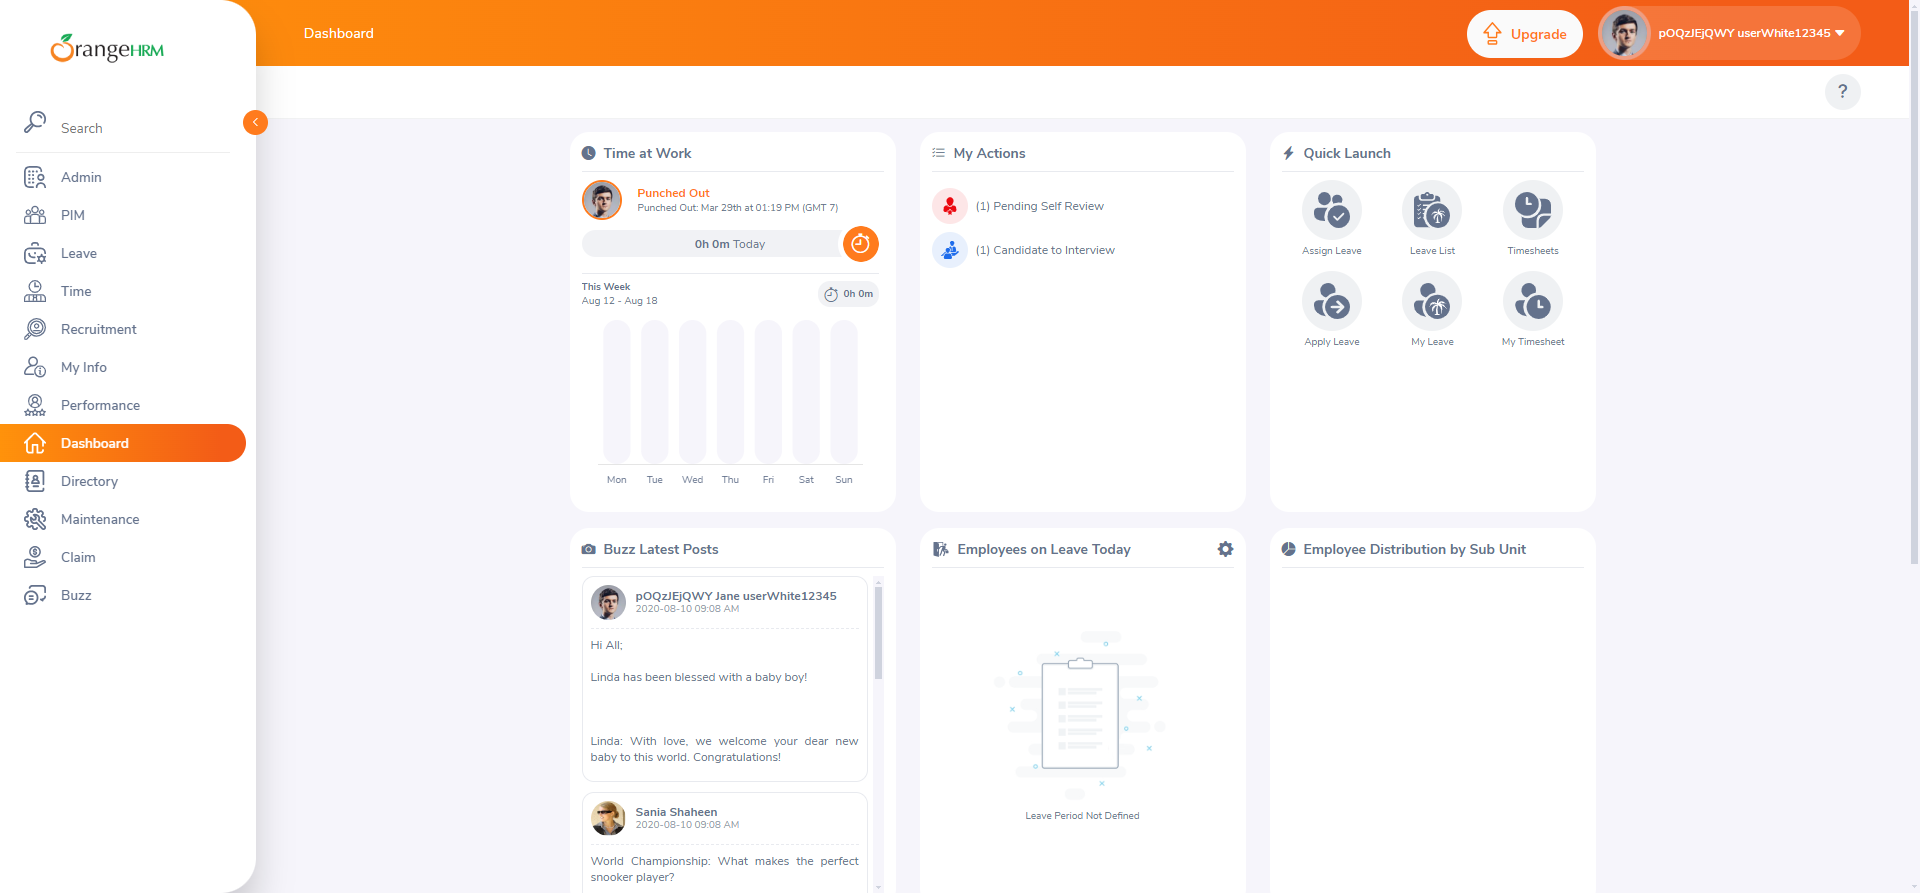 OrangeHRM
Dashboard
Upgrade
pOQzJEjQWY userWhite12345
?
Search
Admin
PIM
Leave
Time
Recruitment
My Info
Performance
Dashboard
Directory
Maintenance
Claim
Buzz
Time at Work
Punched Out
Punched Out: Mar 29th at 01:19 PM (GMT 7)
0h 0m Today
This Week
Aug 12 - Aug 18
0h 0m
Mon Tue Wed Thu Fri Sat Sun
My Actions
(1) Pending Self Review
(1) Candidate to Interview
Quick Launch
Assign Leave
Leave List
Timesheets
Apply Leave
My Leave
My Timesheet
Buzz Latest Posts
pOQzJEjQWY Jane userWhite12345
2020-08-10 09:08 AM
Hi All;
Linda has been blessed with a baby boy!
Linda: With love, we welcome your dear new
baby to this world. Congratulations!
Sania Shaheen
2020-08-10 09:08 AM
World Championship: What makes the perfect
snooker player?
Employees on Leave Today
Leave Period Not Defined
Employee Distribution by Sub Unit